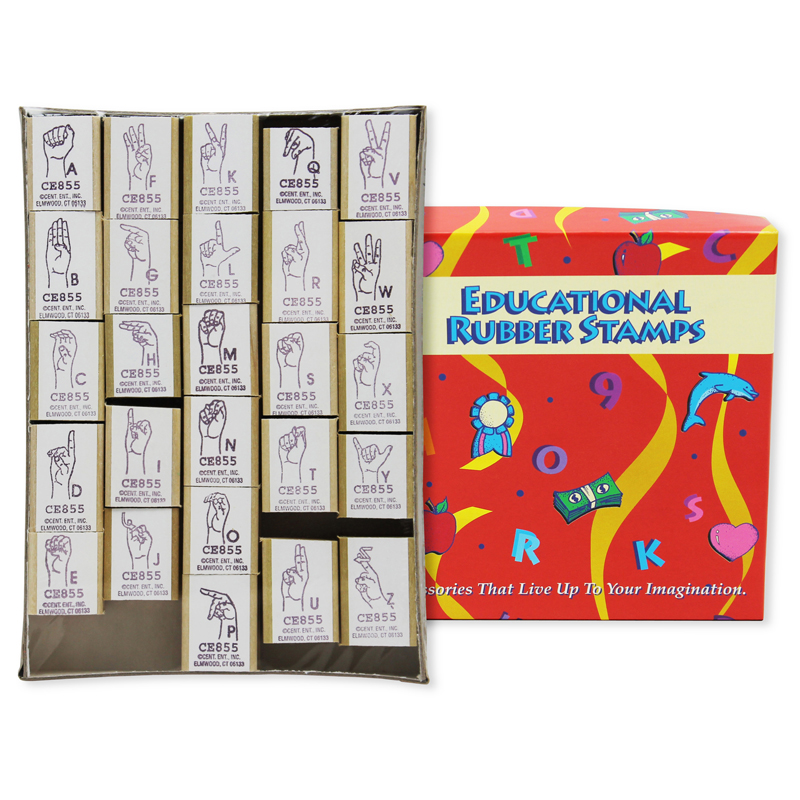 A
CE855
©CENT. ENT., INC.
ELMWOOD, CT 06133
B
CE855
©CENT. ENT., INC.
ELMWOOD, CT 06133
C
CE855
©CENT. ENT., INC.
ELMWOOD, CT 06133
D
CE855
©CENT. ENT., INC.
ELMWOOD, CT 06133
E
CE855
©CENT. ENT., INC.
ELMWOOD, CT 06133
F
CE855
©CENT. ENT., INC.
ELMWOOD, CT 06133
G
CE855
©CENT. ENT., INC.
ELMWOOD, CT 06133
H
CE855
©CENT. ENT., INC.
ELMWOOD, CT 06133
I
CE855
©CENT. ENT., INC.
ELMWOOD, CT 06133
J
CE855
©CENT. ENT., INC.
ELMWOOD, CT 06133
K
CE855
©CENT. ENT., INC.
ELMWOOD, CT 06133
L
CE855
©CENT. ENT., INC.
ELMWOOD, CT 06133
M
CE855
©CENT. ENT., INC.
ELMWOOD, CT 06133
N
CE855
©CENT. ENT., INC.
ELMWOOD, CT 06133
O
CE855
©CENT. ENT., INC.
ELMWOOD, CT 06133
P
CE855
©CENT. ENT., INC.
ELMWOOD, CT 06133
Q
CE855
©CENT. ENT., INC.
ELMWOOD, CT 06133
R
CE855
©CENT. ENT., INC.
ELMWOOD, CT 06133
S
CE855
©CENT. ENT., INC.
ELMWOOD, CT 06133
T
CE855
©CENT. ENT., INC.
ELMWOOD, CT 06133
U
CE855
©CENT. ENT., INC.
ELMWOOD, CT 06133
V
CE855
©CENT. ENT., INC.
ELMWOOD, CT 06133
W
CE855
©CENT. ENT., INC.
ELMWOOD, CT 06133
X
CE855
©CENT. ENT., INC.
ELMWOOD, CT 06133
Y
CE855
©CENT. ENT., INC.
ELMWOOD, CT 06133
Z
CE855
©CENT. ENT., INC.
ELMWOOD, CT 06133
D
T C
EDUCATIONAL
RUBBER STAMPS
9
O
S
R K
That Live Up To Your Imagination.